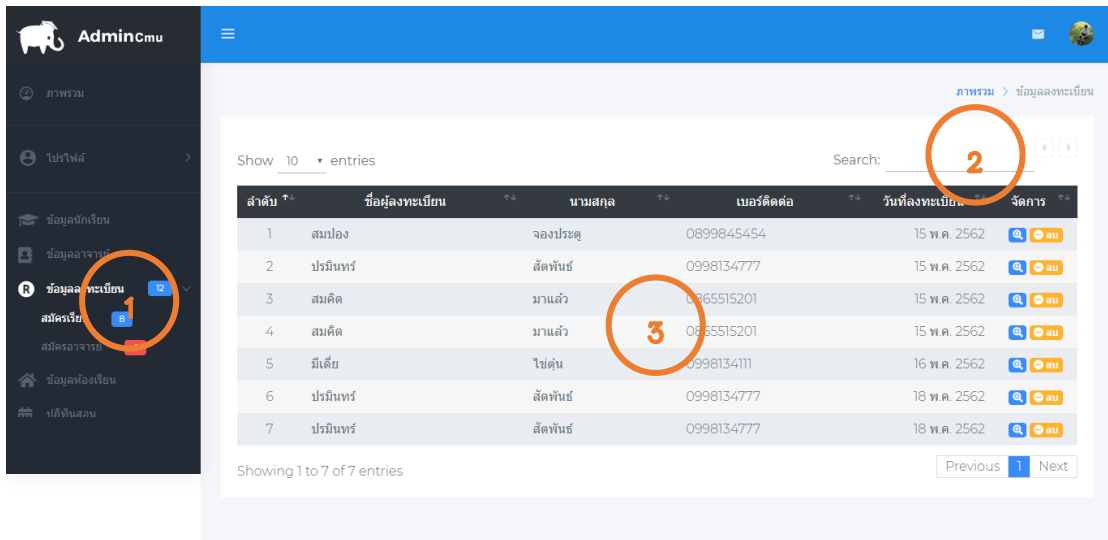 AdminCmu
ภาพรวม
ภาพรวม > ข้อมูลลงทะเบียน
โปรไฟล์
Show 10 entries
Search:
2
ลำดับ ชื่อผู้ลงทะเบียน นามสกุล เบอร์ติดต่อ วันที่ลงทะเบียน จัดการ
1 สมปอง จองประตู 0899845454 15 พ.ค. 2562 ลบ
2 ปรมินทร์ สัดพันธ์ 0998134777 15 พ.ค. 2562 ลบ
3 สมคิด มาแล้ว 0865515201 15 พ.ค. 2562 ลบ
4 สมคิด มาแล้ว 0865515201 15 พ.ค. 2562 ลบ
5 มีเดี่ย ไข่ตุ่น 0998134111 16 พ.ค. 2562 ลบ
6 ปรมินทร์ สัดพันธ์ 0998134777 18 พ.ค. 2562 ลบ
7 ปรมินทร์ สัดพันธ์ 0998134777 18 พ.ค. 2562 ลบ
3
Showing 1 to 7 of 7 entries
Previous 1 Next
ข้อมูลนักเรียน
ข้อมูลอาจารย์
R ข้อมูลลงทะเบียน 12
1
สมัครเรียน 8
สมัครอาจารย์
ข้อมูลห้องเรียน
ปฏิทินสอน